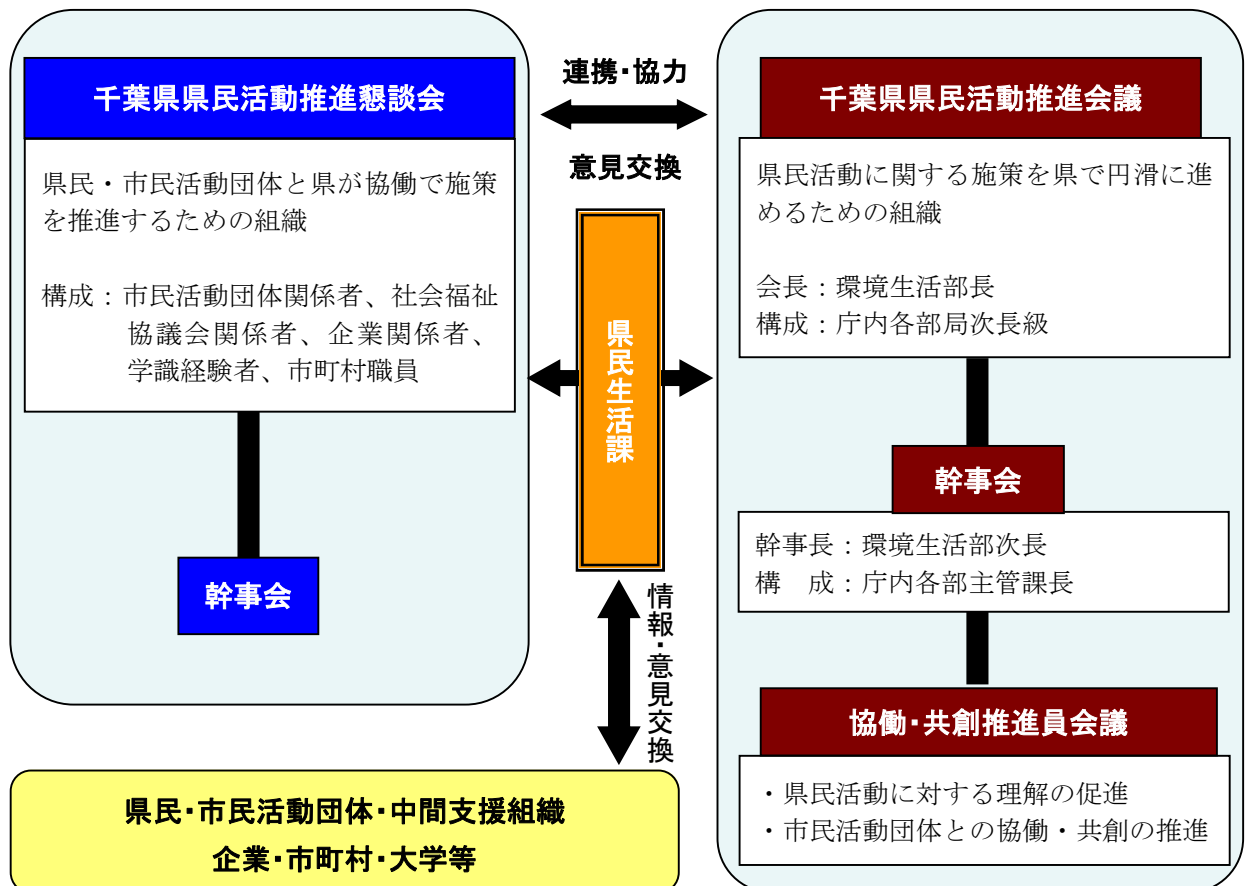 千葉県県民活動推進懇談会
県民・市民活動団体と県が協働で施策
を推進するための組織
構成：市民活動団体関係者、社会福祉
協議会関係者、企業関係者、
学識経験者、市町村職員
幹事会
連携・協力
意見交換
県民生活課
情報・意見交換
千葉県県民活動推進会議
県民活動に関する施策を県で円滑に進
めるための組織
会長：環境生活部長
構成：庁内各部局次長級
幹事会
幹事長：環境生活部次長
構　成：庁内各部主管課長
協働・共創推進員会議
・県民活動に対する理解の促進
・市民活動団体との協働・共創の推進
県民・市民活動団体・中間支援組織
企業・市町村・大学等